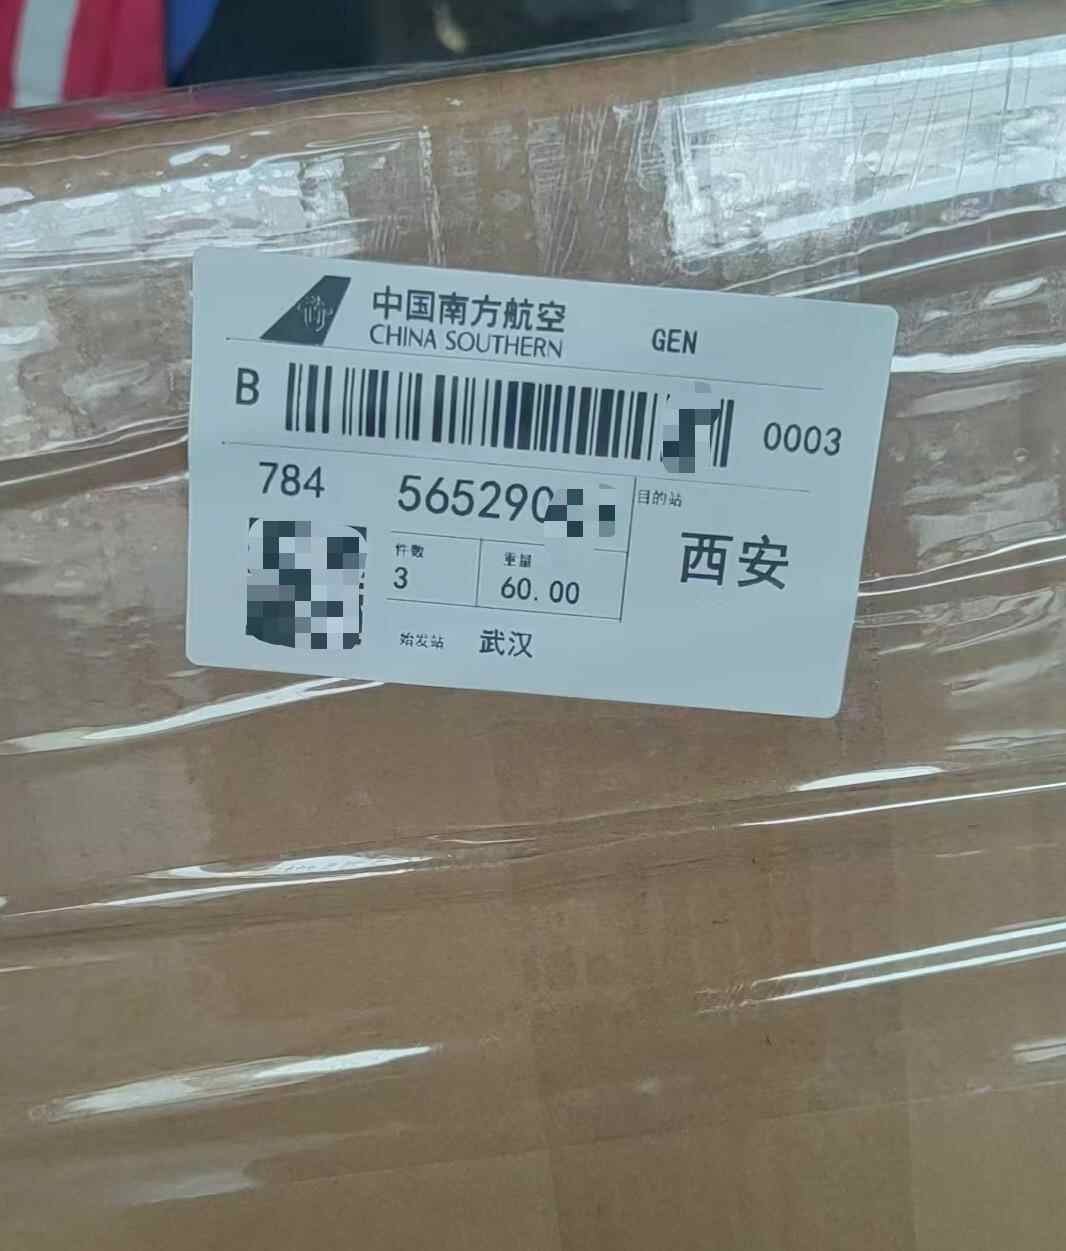 中国南方航空
CHINA SOUTHERN
GEN
B
0003
784
565290
目的站
西安
件数
3
重量
60.00
始发站 武汉